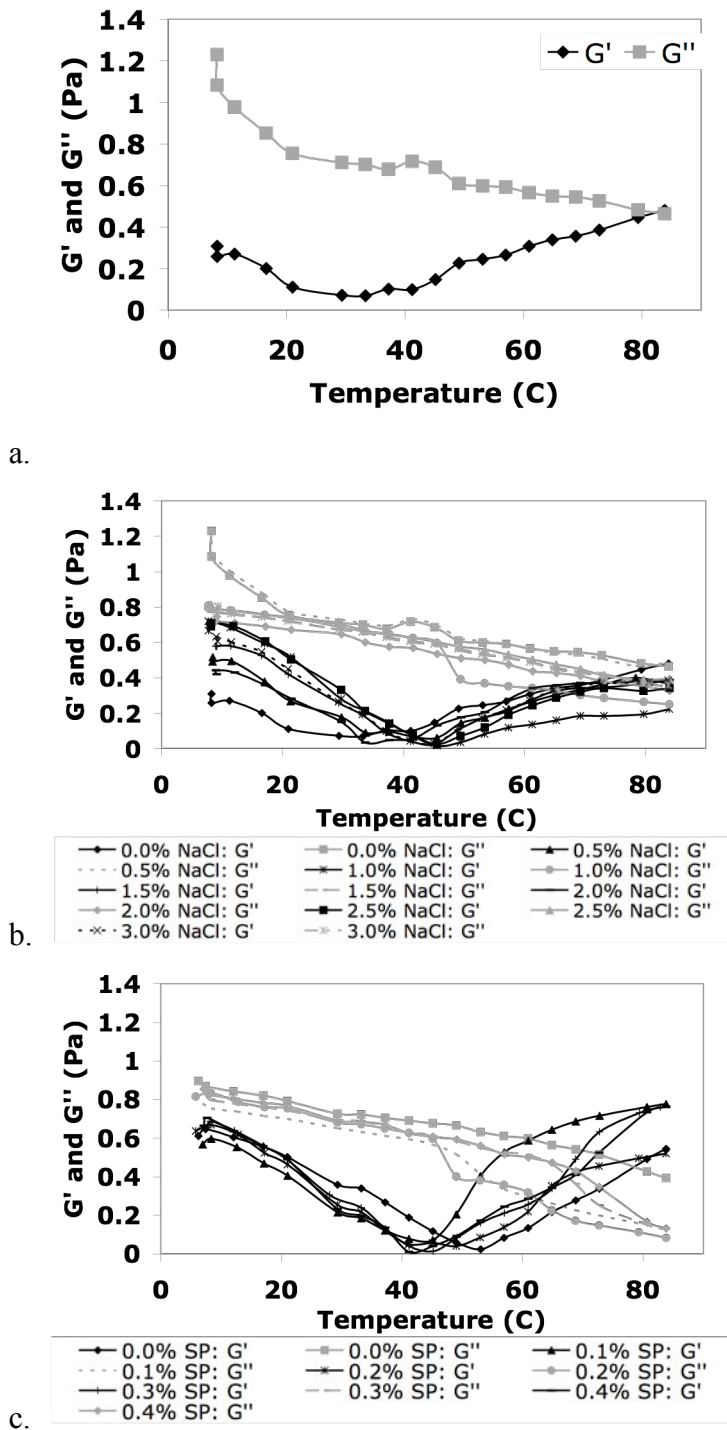 G' and G'' (Pa)
1.4
1.2
1
0.8
0.6
0.4
0.2
0
G' G''
0 20 40 60 80
Temperature (C)
a.
G' and G'' (Pa)
1.4
1.2
1
0.8
0.6
0.4
0.2
0
0 20 40 60 80
Temperature (C)
0.0% NaCl: G' 0.0% NaCl: G'' 0.5% NaCl: G'
0.5% NaCl: G'' 1.0% NaCl: G' 1.0% NaCl: G''
1.5% NaCl: G' 1.5% NaCl: G'' 2.0% NaCl: G'
2.0% NaCl: G'' 2.5% NaCl: G' 2.5% NaCl: G''
3.0% NaCl: G' 3.0% NaCl: G''
b.
G' and G'' (Pa)
1.4
1.2
1
0.8
0.6
0.4
0.2
0
0 20 40 60 80
Temperature (C)
0.0% SP: G' 0.0% SP: G'' 0.1% SP: G'
0.1% SP: G'' 0.2% SP: G' 0.2% SP: G''
0.3% SP: G' 0.3% SP: G'' 0.4% SP: G'
0.4% SP: G''
c.